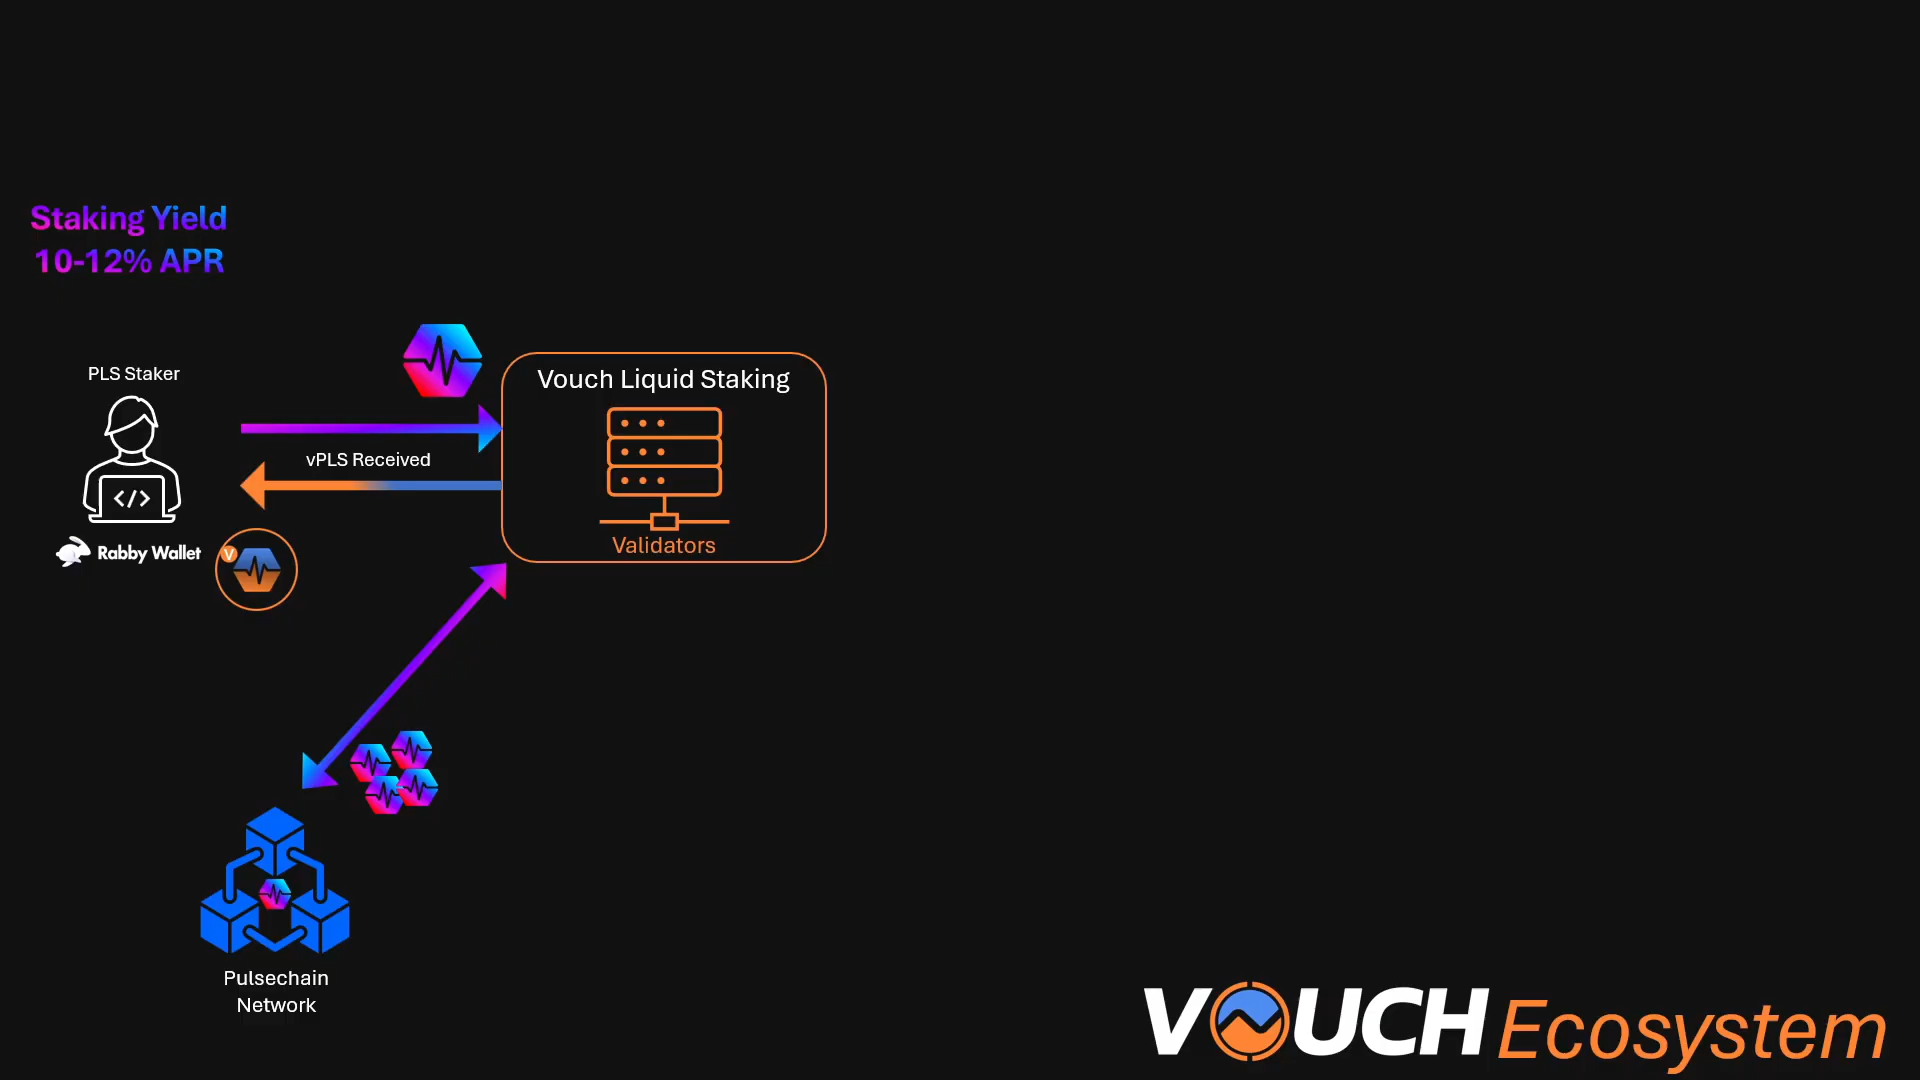 Staking Yield
10-12% APR
PLS Staker
</>
Rabby Wallet
V
vPLS Received
Vouch Liquid Staking
Validators
Pulsechain
Network
VOUCH Ecosystem